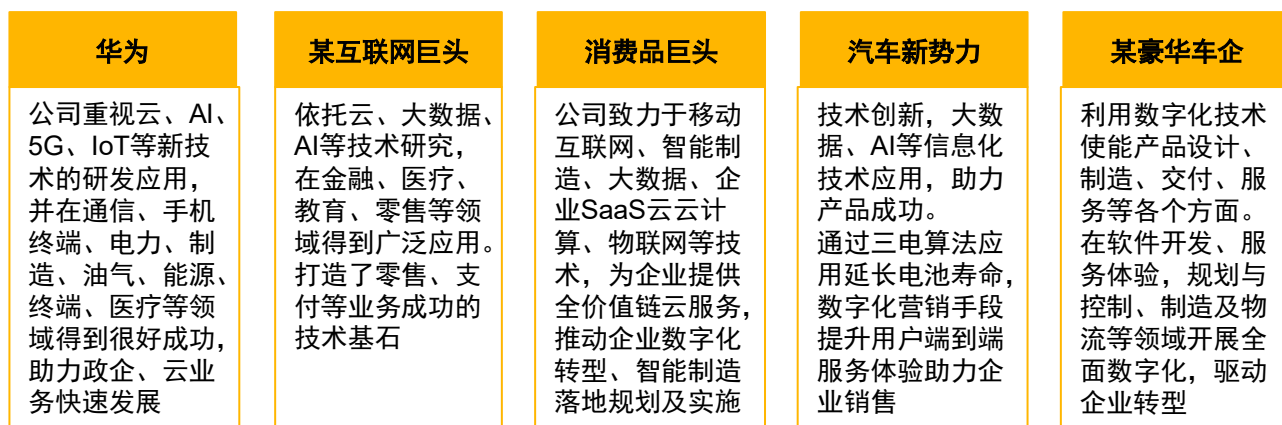 华为
公司重视云、AI、
5G、IoT等新技
术的研发应用，
并在通信、手机
终端、电力、制
造、油气、能源、
终端、医疗等领
域得到很好成功，
助力政企、云业
务快速发展
某互联网巨头
依托云、大数据、
AI等技术研究，
在金融、医疗、
教育、零售等领
域得到广泛应用。
打造了零售、支
付等业务成功的
技术基石
消费品巨头
公司致力于移动
互联网、智能制
造、大数据、企
业SaaS云云计
算、物联网等技
术，为企业提供
全价值链云服务，
推动企业数字化
转型、智能制造
落地规划及实施
汽车新势力
技术创新，大数
据、AI等信息化
技术应用，助力
产品成功。
通过三电算法应
用延长电池寿命，
数字化营销手段
提升用户端到端
服务体验助力企
业销售
某豪华车企
利用数字化技术
使能产品设计、
制造、交付、服
务等各个方面。
在软件开发、服
务体验，规划与
控制、制造及物
流等领域开展全
面数字化，驱动
企业转型